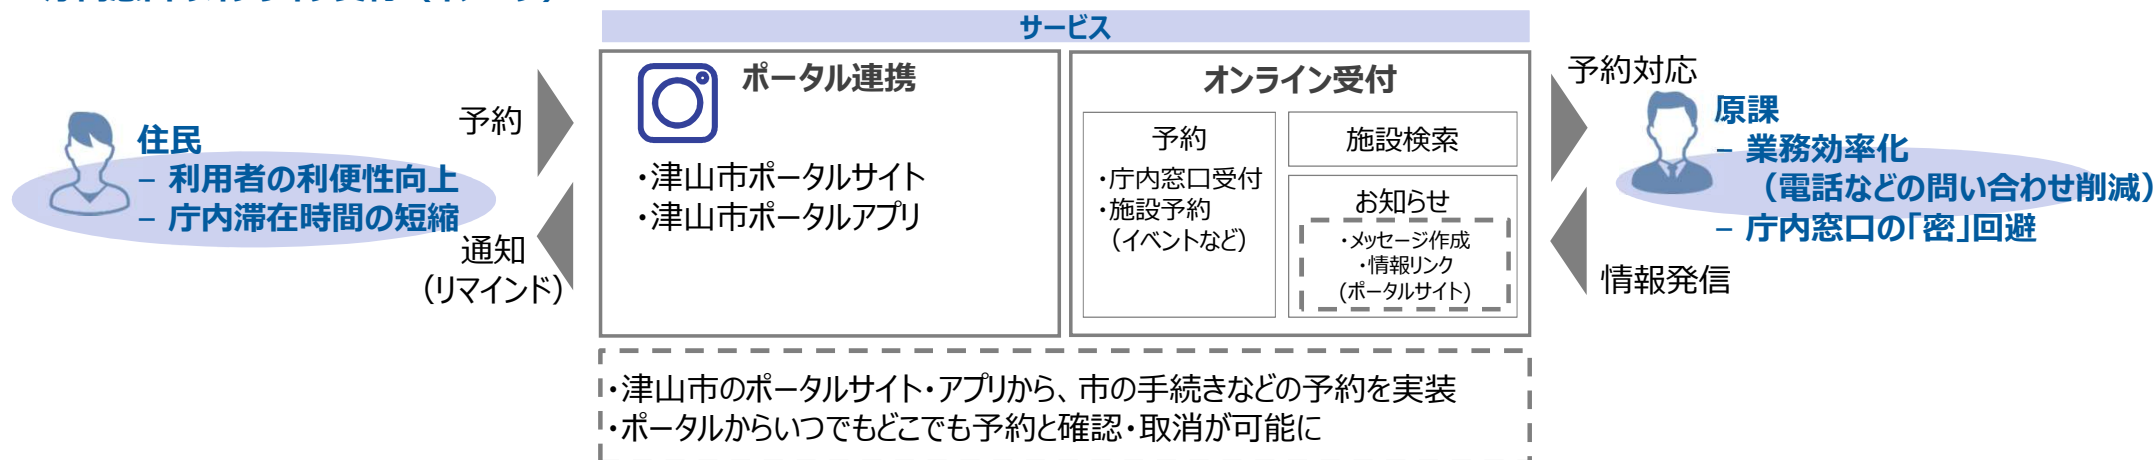 サービス
ポータル連携
・津山市ポータルサイト
・津山市ポータルアプリ
オンライン受付
予約
・庁内窓口受付
・施設予約
（イベントなど）
施設検索
お知らせ
・メッセージ作成
・情報リンク
(ポータルサイト)
予約
通知
（リマインド）
住民
– 利用者の利便性向上
– 庁内滞在時間の短縮
予約対応
原課
– 業務効率化
（電話などの問い合わせ削減）
– 庁内窓口の「密」回避
情報発信
・津山市のポータルサイト・アプリから、市の手続きなどの予約を実装
・ポータルからいつでもどこでも予約と確認・取消が可能に